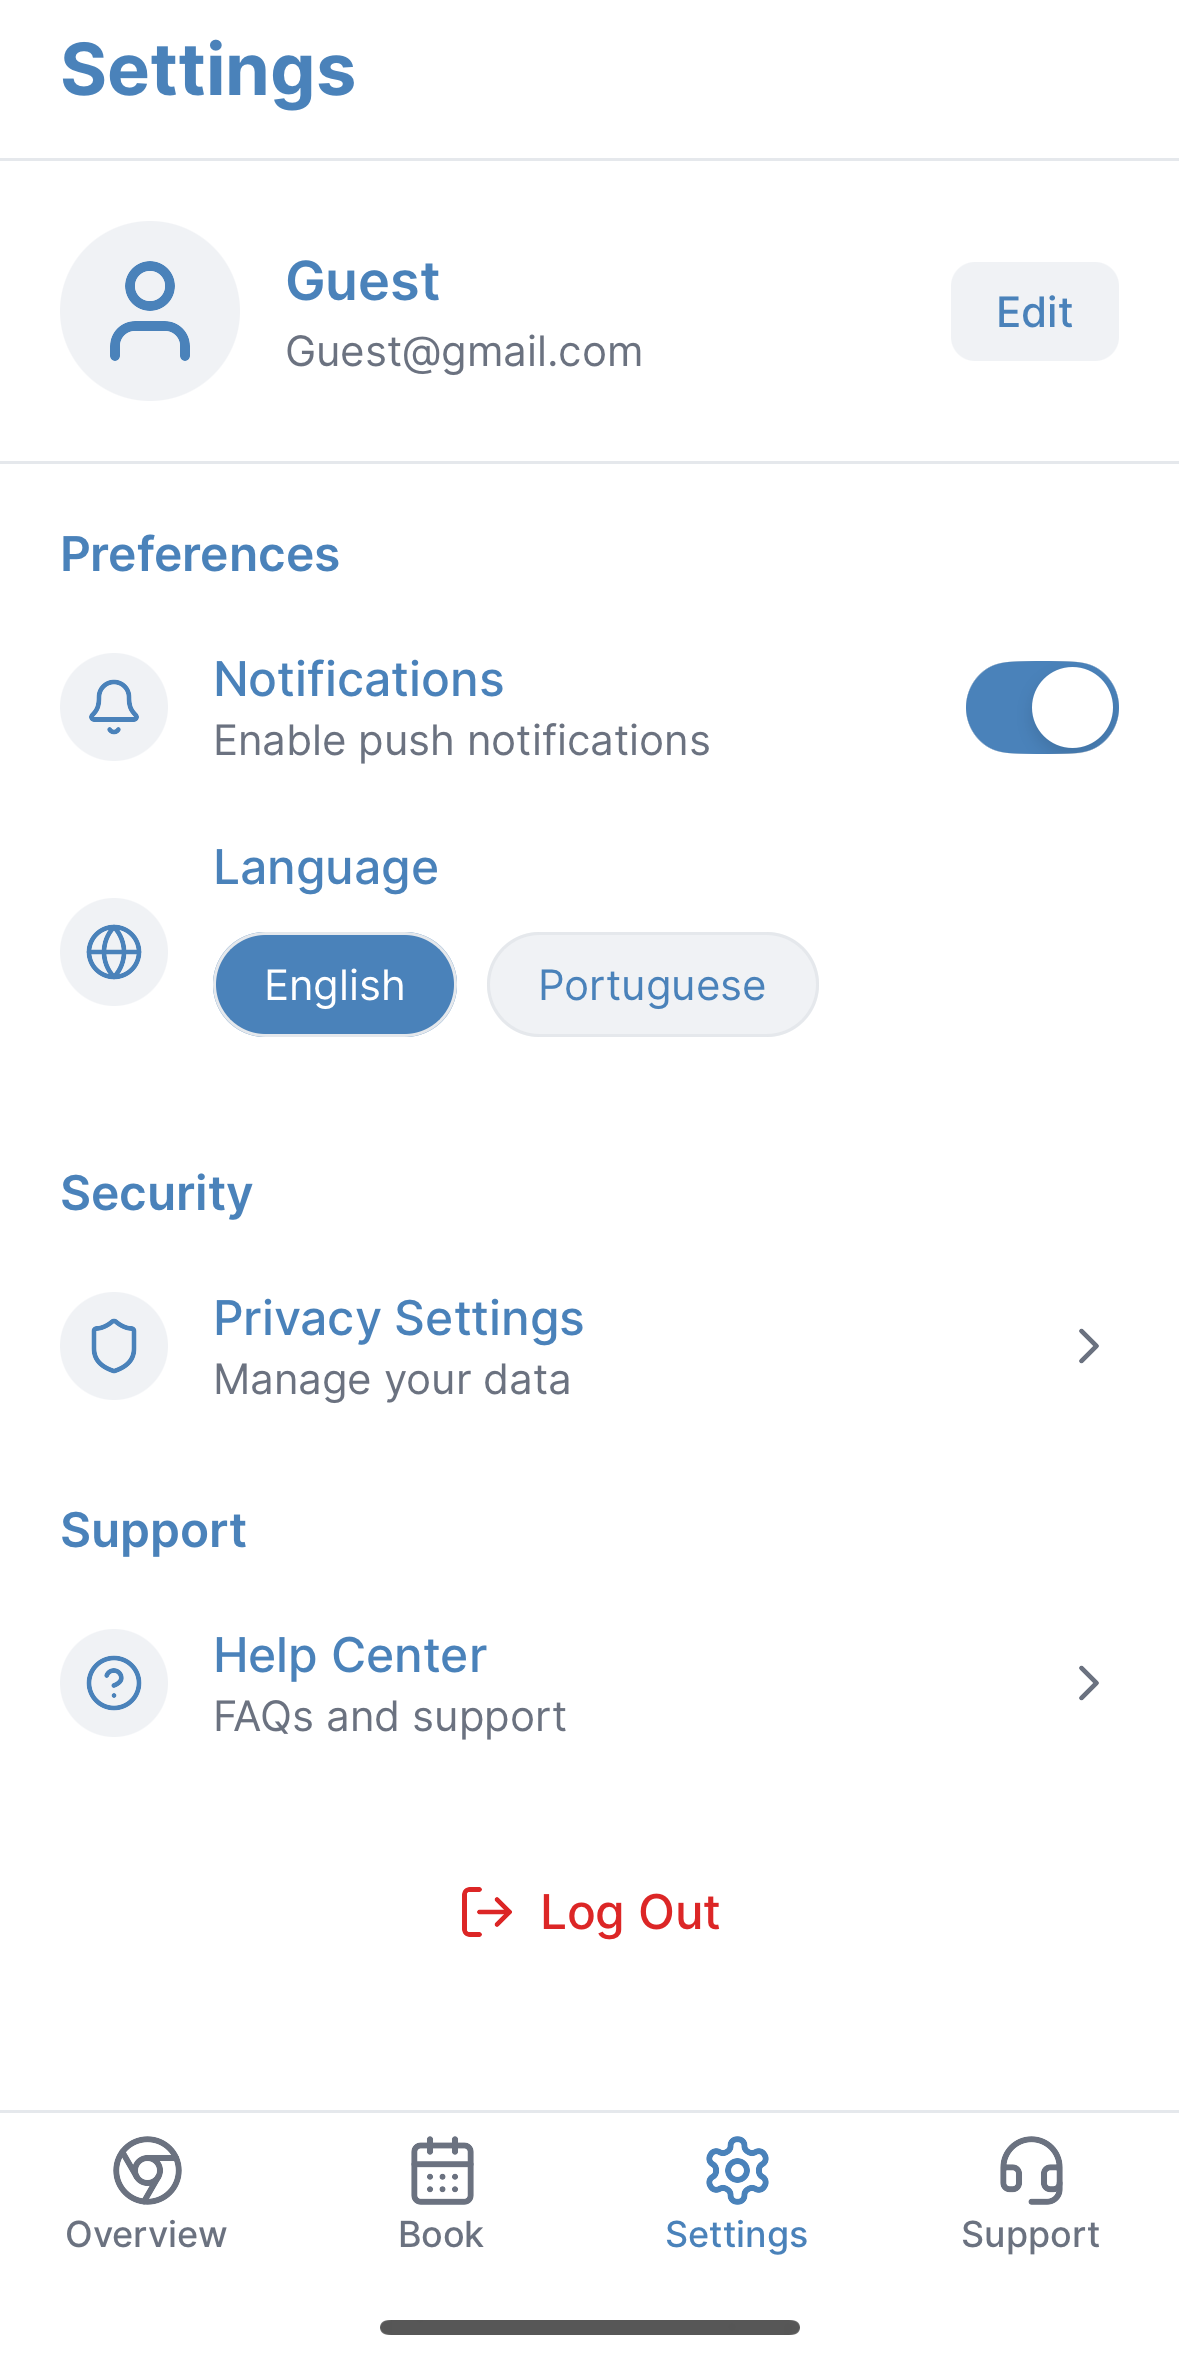 Settings
Guest
Guest@gmail.com
Edit
Preferences
Notifications
Enable push notifications
Language
English
Portuguese
Security
Privacy Settings
Manage your data
Support
Help Center
FAQs and support
Log Out
Overview
Book
Settings
Support